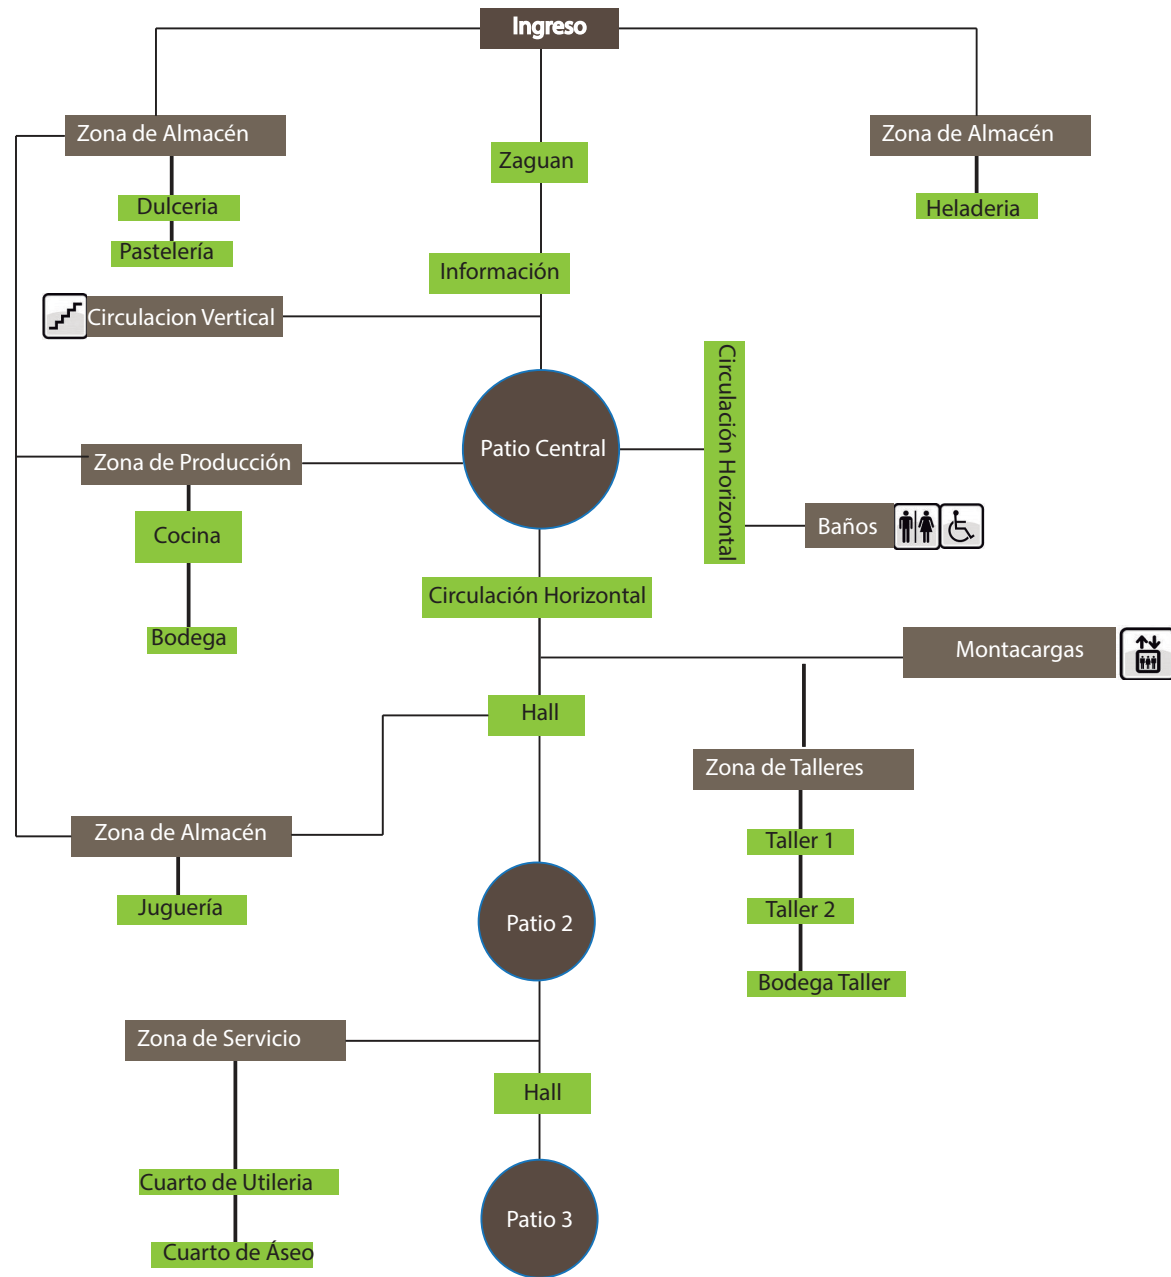 Ingreso
Zona de Almacén
Zona de Almacén
Zaguan
Dulceria
Heladeria
Pastelería
Información
Circulacion Vertical
Circulación Horizontal
Patio Central
Zona de Producción
Baños
Cocina
Circulación Horizontal
Bodega
Montacargas
Hall
Zona de Talleres
Zona de Almacén
Taller 1
Juguería
Taller 2
Patio 2
Bodega Taller
Zona de Servicio
Hall
Cuarto de Utileria
Patio 3
Cuarto de Áseo